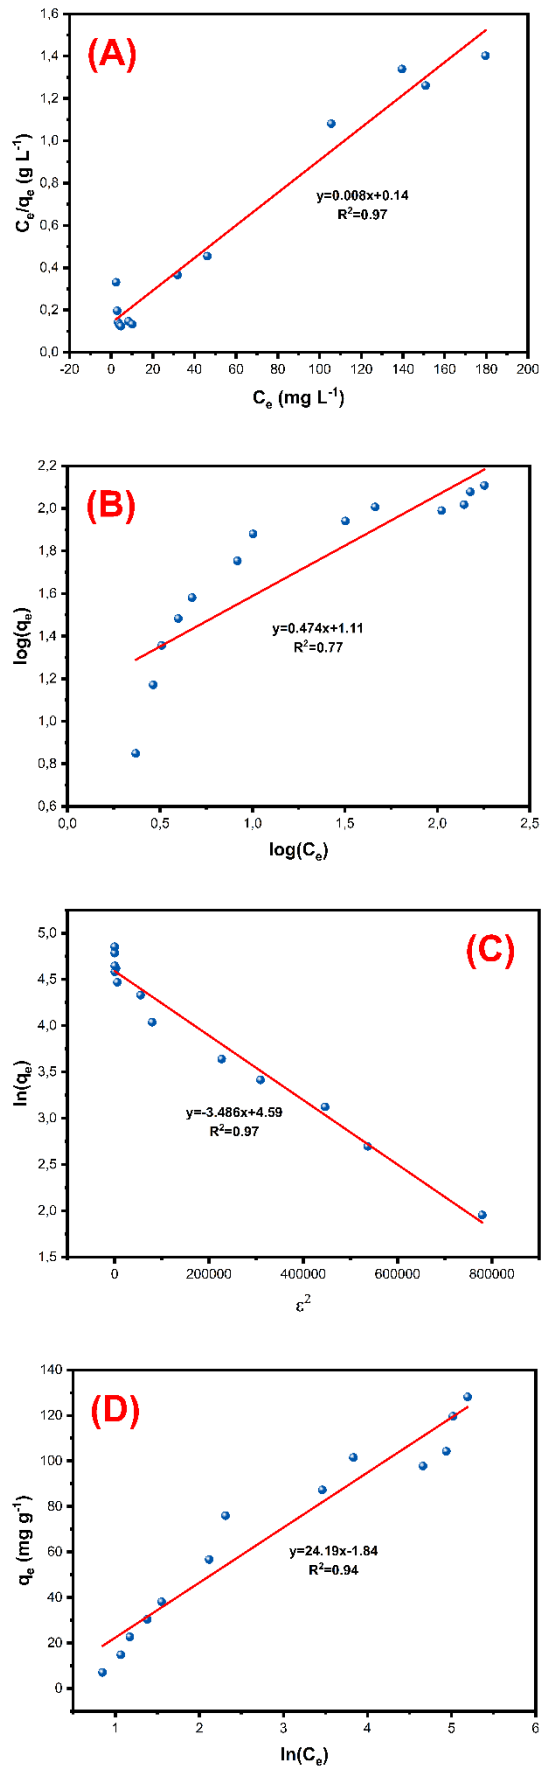 (A)
1,6
1,4
1,2
1,0
0,8
0,6
0,4
0,2
0,0
Ce/qe (g L-1)
y=0.008x+0.14
R2=0.97
-20 0 20 40 60 80 100 120 140 160 180 200
Ce (mg L-1)
(B)
2,2
2,0
1,8
1,6
1,4
1,2
1,0
0,8
0,6
log(qe)
y=0.474x+1.11
R2=0.77
0,0 0,5 1,0 1,5 2,0 2,5
log(Ce)
(C)
5,0
4,5
4,0
3,5
3,0
2,5
2,0
1,5
ln(qe)
y=-3.486x+4.59
R2=0.97
0 200000 400000 600000 800000
ε2
(D)
140
120
100
80
60
40
20
0
qe (mg g-1)
y=24.19x-1.84
R2=0.94
1 2 3 4 5 6
ln(Ce)